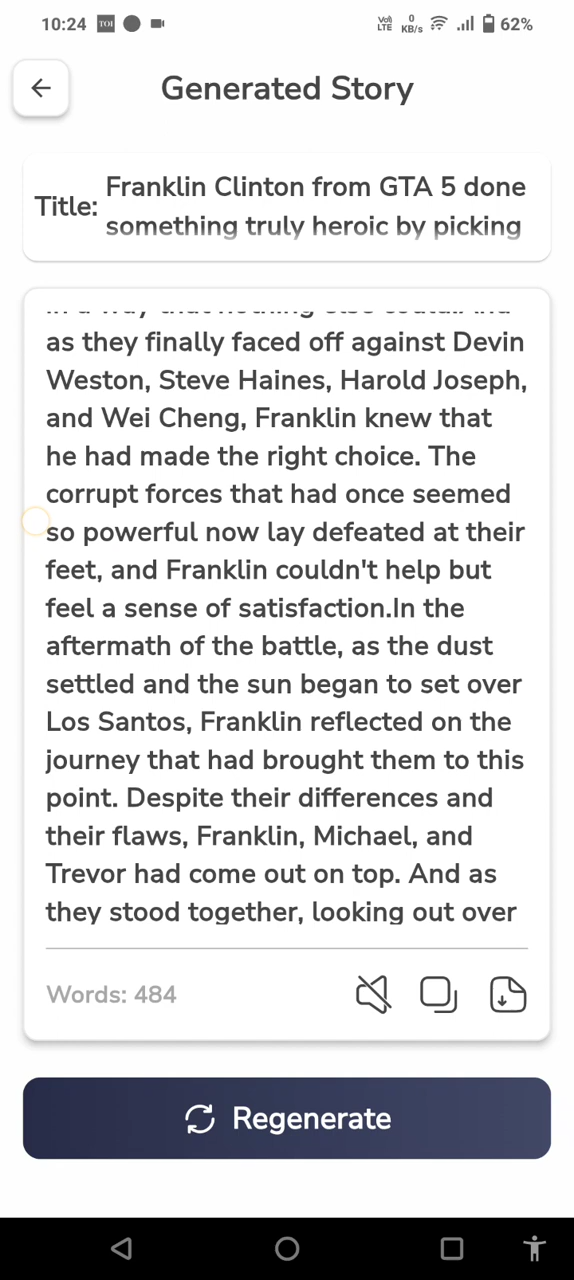 10:24 TOI Vo) LTE 0 KB/s 62%
Generated Story
Title:
Franklin Clinton from GTA 5 done
something truly heroic by picking
as they finally faced off against Devin
Weston, Steve Haines, Harold Joseph,
and Wei Cheng, Franklin knew that
he had made the right choice. The
corrupt forces that had once seemed
so powerful now lay defeated at their
feet, and Franklin couldn't help but
feel a sense of satisfaction.In the
aftermath of the battle, as the dust
settled and the sun began to set over
Los Santos, Franklin reflected on the
journey that had brought them to this
point. Despite their differences and
their flaws, Franklin, Michael, and
Trevor had come out on top. And as
they stood together, looking out over
Words: 484
Regenerate